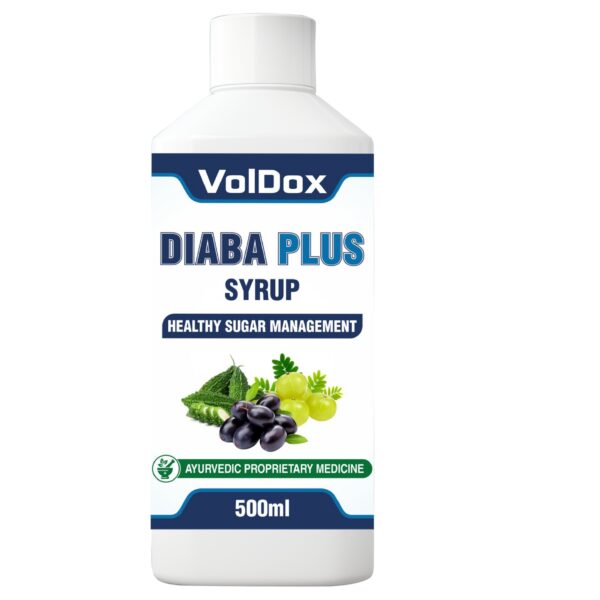 VolDox
DIABA PLUS
SYRUP
HEALTHY SUGAR MANAGEMENT
AYURVEDIC PROPRIETARY MEDICINE
500ml